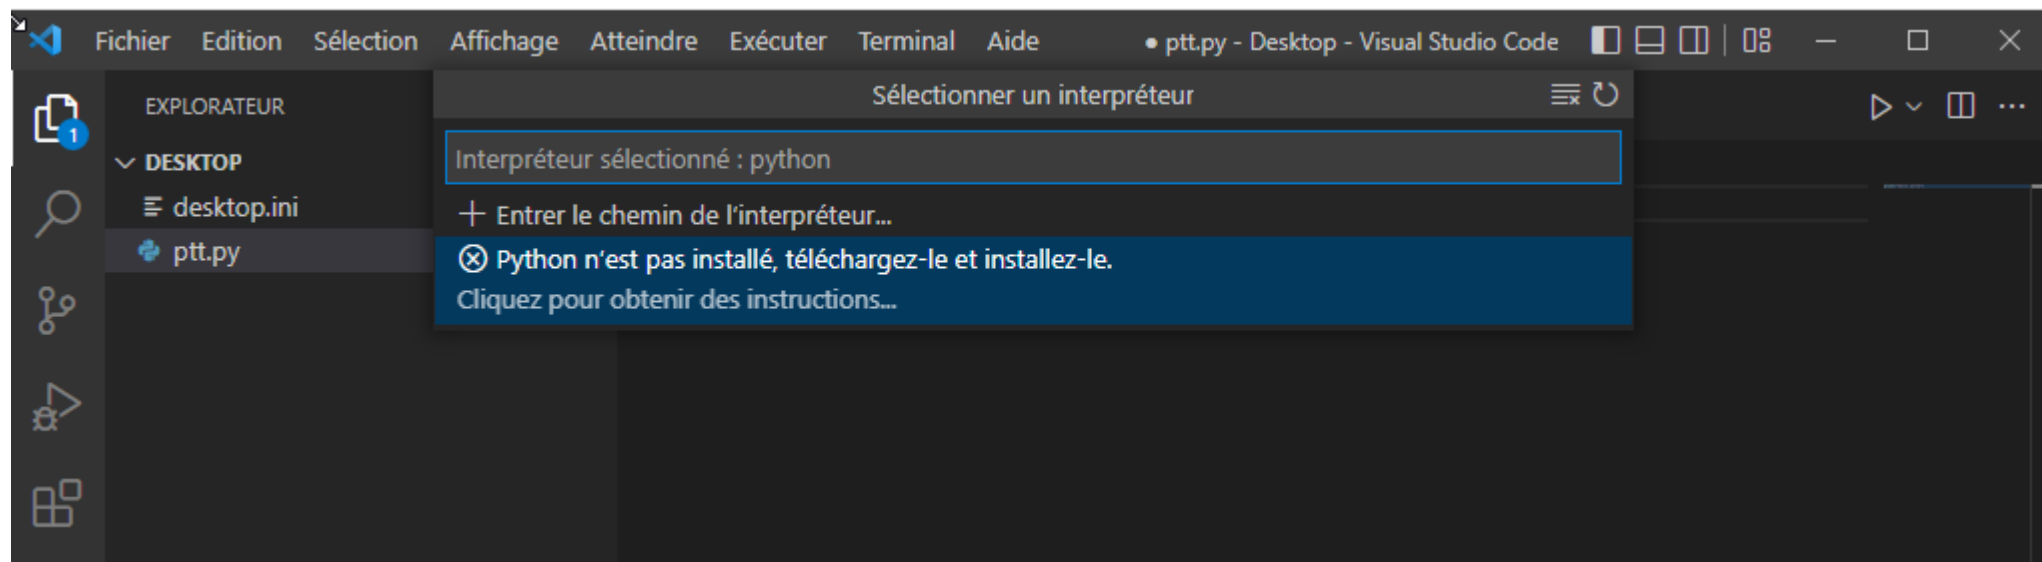 Fichier Edition Sélection Affichage Atteindre Exécuter Terminal Aide ● ptt.py - Desktop - Visual Studio Code
Sélectionner un interpréteur
EXPLORATEUR
1
Interpréteur sélectionné : python
DESKTOP
desktop.ini
+ Entrer le chemin de l'interpréteur...
ptt.py
Python n'est pas installé, téléchargez-le et installez-le.
Cliquez pour obtenir des instructions...